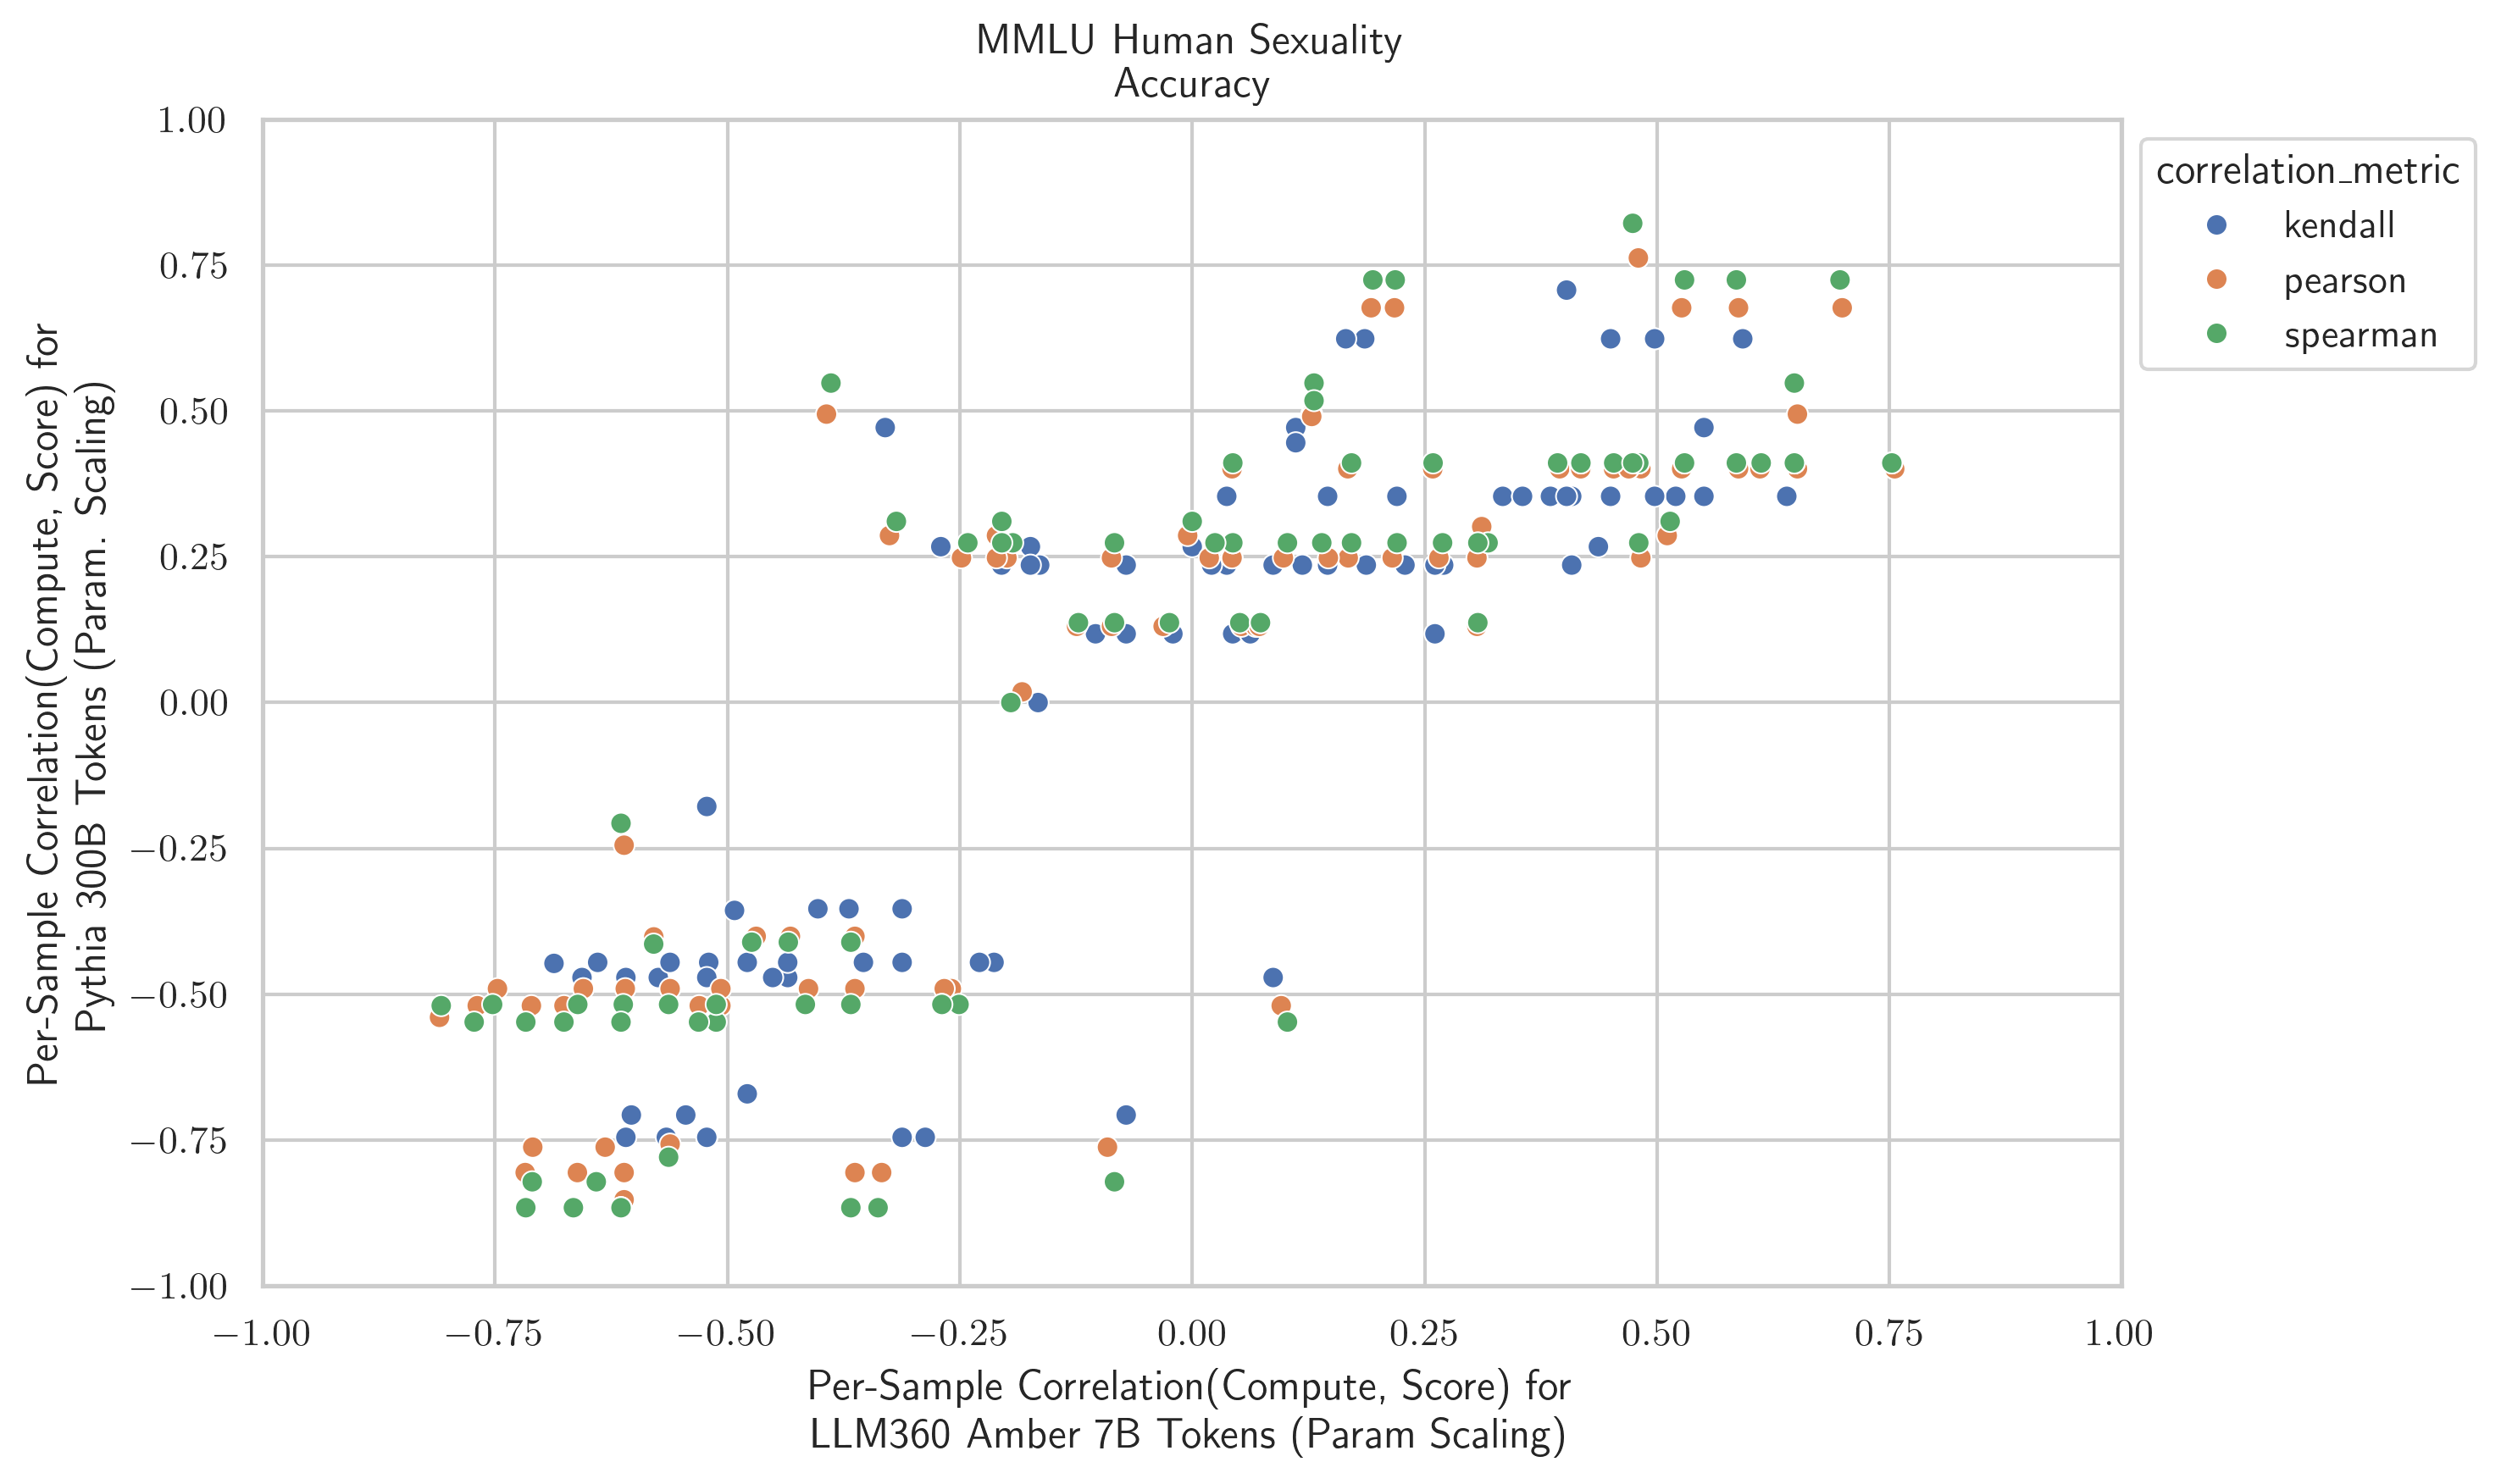 MMLU Human Sexuality
Accuracy
Per-Sample Correlation(Compute, Score) for
Pythia 300B Tokens (Param. Scaling)
1.00
0.75
0.50
0.25
0.00
−0.25
−0.50
−0.75
−1.00
−1.00 −0.75 −0.50 −0.25 0.00 0.25 0.50 0.75 1.00
Per-Sample Correlation(Compute, Score) for
LLM360 Amber 7B Tokens (Param Scaling)
correlation_metric
kendall
pearson
spearman